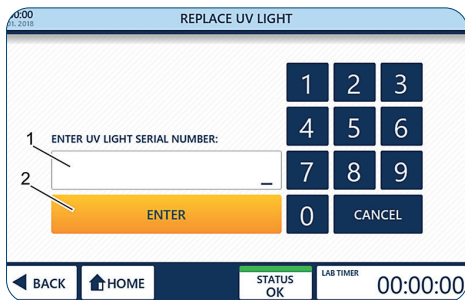 :00
REPLACE UV LIGHT
01, 2018
1 2 3
ENTER UV LIGHT SERIAL NUMBER:
4 5 6
1
_
7 8 9
2
ENTER
0 CANCEL
BACK HOME
STATUS
OK
LAB TIMER
00:00:00